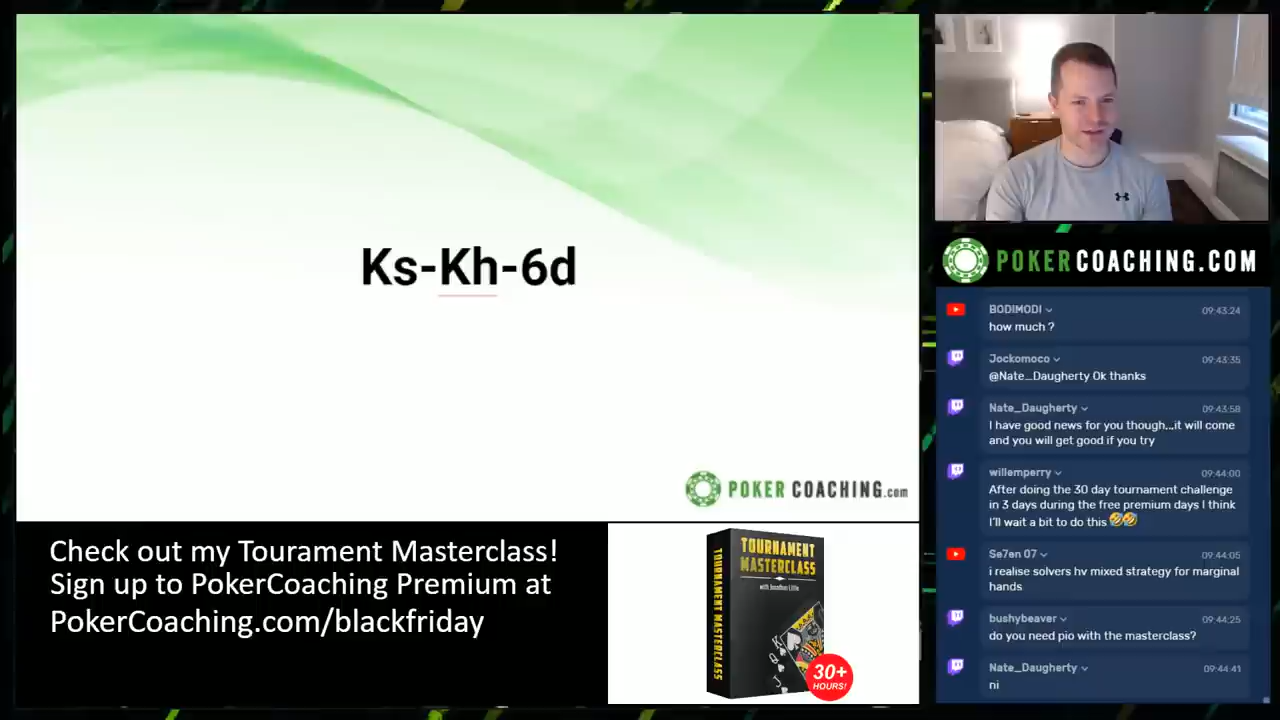 Ks-Kh-6d
POKER COACHING.com
Check out my Tourament Masterclass!
Sign up to PokerCoaching Premium at
PokerCoaching.com/blackfriday
TOURNAMENT MASTERCLASS
TOURNAMENT
MASTERCLASS
with Jonathan Little
K
Q
J
30+
HOURS!
POKERCOACHING.COM
BODIMODI 09:43:24
how much ?
Jockomoco 09:43:35
@Nate_Daugherty Ok thanks
Nate_Daugherty 09:43:58
I have good news for you though...it will come
and you will get good if you try
willemperry 09:44:00
After doing the 30 day tournament challenge
in 3 days during the free premium days I think
I'll wait a bit to do this 🤣🤣
Se7en 07 09:44:05
i realise solvers hv mixed strategy for marginal
hands
bushybeaver 09:44:25
do you need pio with the masterclass?
Nate_Daugherty 09:44:41
ni